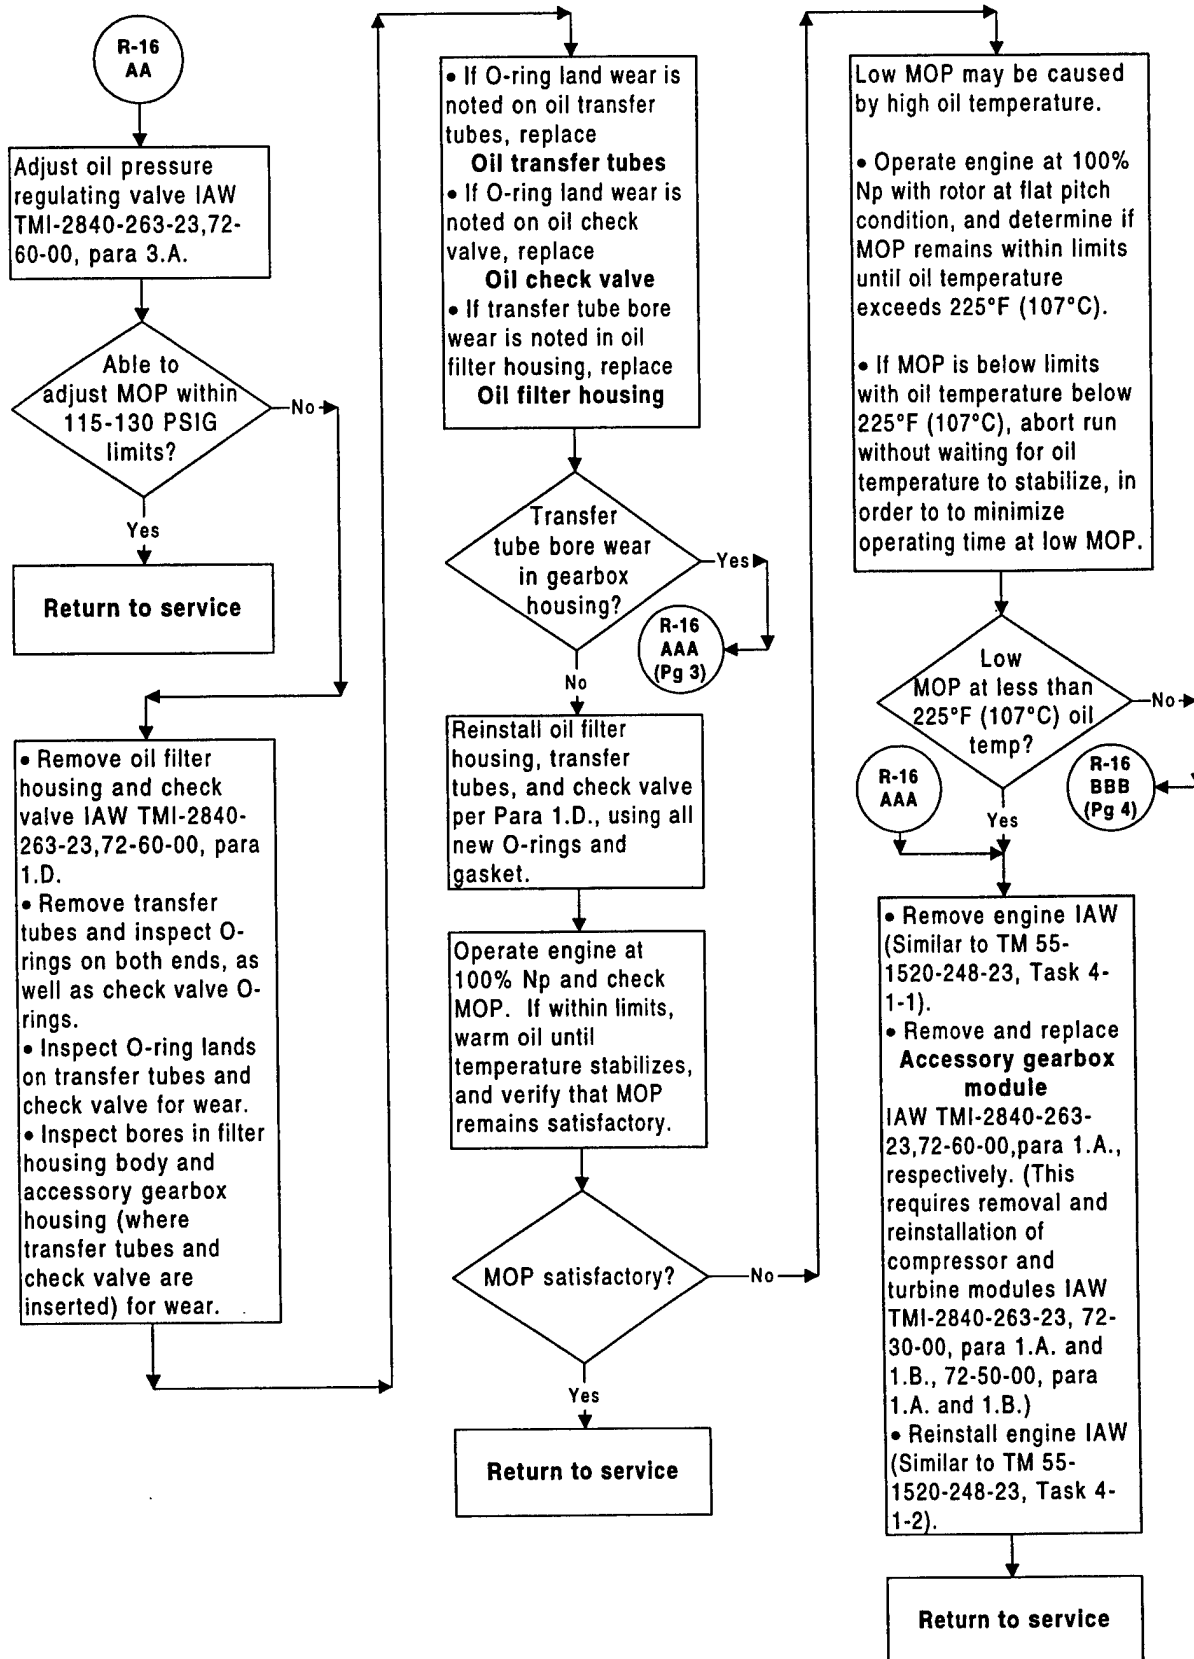 R-16
AA
Adjust oil pressure
regulating valve IAW
TMI-2840-263-23,72-
60-00, para 3.A.
Able to
adjust MOP within
115-130 PSIG
limits?
No
Yes
Return to service
• Remove oil filter
housing and check
valve IAW TMI-2840-
263-23,72-60-00, para
1.D.
• Remove transfer
tubes and inspect O-
rings on both ends, as
well as check valve O-
rings.
• Inspect O-ring lands
on transfer tubes and
check valve for wear.
• Inspect bores in filter
housing body and
accessory gearbox
housing (where
transfer tubes and
check valve are
inserted) for wear.
• If O-ring land wear is
noted on oil transfer
tubes, replace
Oil transfer tubes
• If O-ring land wear is
noted on oil check
valve, replace
Oil check valve
• If transfer tube bore
wear is noted in oil
filter housing, replace
Oil filter housing
Transfer
tube bore wear
in gearbox
housing?
Yes
R-16
AAA
(Pg 3)
No
Reinstall oil filter
housing, transfer
tubes, and check valve
per Para 1.D., using all
new O-rings and
gasket.
Operate engine at
100% Np and check
MOP. If within limits,
warm oil until
temperature stabilizes,
and verify that MOP
remains satisfactory.
MOP satisfactory?
No
Yes
Return to service
Low MOP may be caused
by high oil temperature.
• Operate engine at 100%
Np with rotor at flat pitch
condition, and determine if
MOP remains within limits
until oil temperature
exceeds 225°F (107°C).
• If MOP is below limits
with oil temperature below
225°F (107°C), abort run
without waiting for oil
temperature to stabilize, in
order to to minimize
operating time at low MOP.
Low
MOP at less than
225°F (107°C) oil
temp?
No
R-16
AAA
R-16
BBB
(Pg 4)
Yes
• Remove engine IAW
(Similar to TM 55-
1520-248-23, Task 4-
1-1).
• Remove and replace
Accessory gearbox
module
IAW TMI-2840-263-
23,72-60-00,para 1.A.,
respectively. (This
requires removal and
reinstallation of
compressor and
turbine modules IAW
TMI-2840-263-23, 72-
30-00, para 1.A. and
1.B., 72-50-00, para
1.A. and 1.B.)
• Reinstall engine IAW
(Similar to TM 55-
1520-248-23, Task 4-
1-2).
Return to service